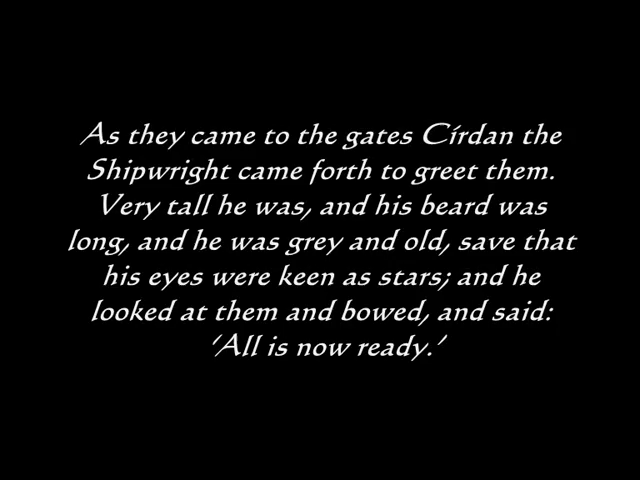 As they came to the gates Círdan the
Shipwright came forth to greet them.
Very tall he was, and his beard was
long, and he was grey and old, save that
his eyes were keen as stars; and he
looked at them and bowed, and said:
‘All is now ready.’